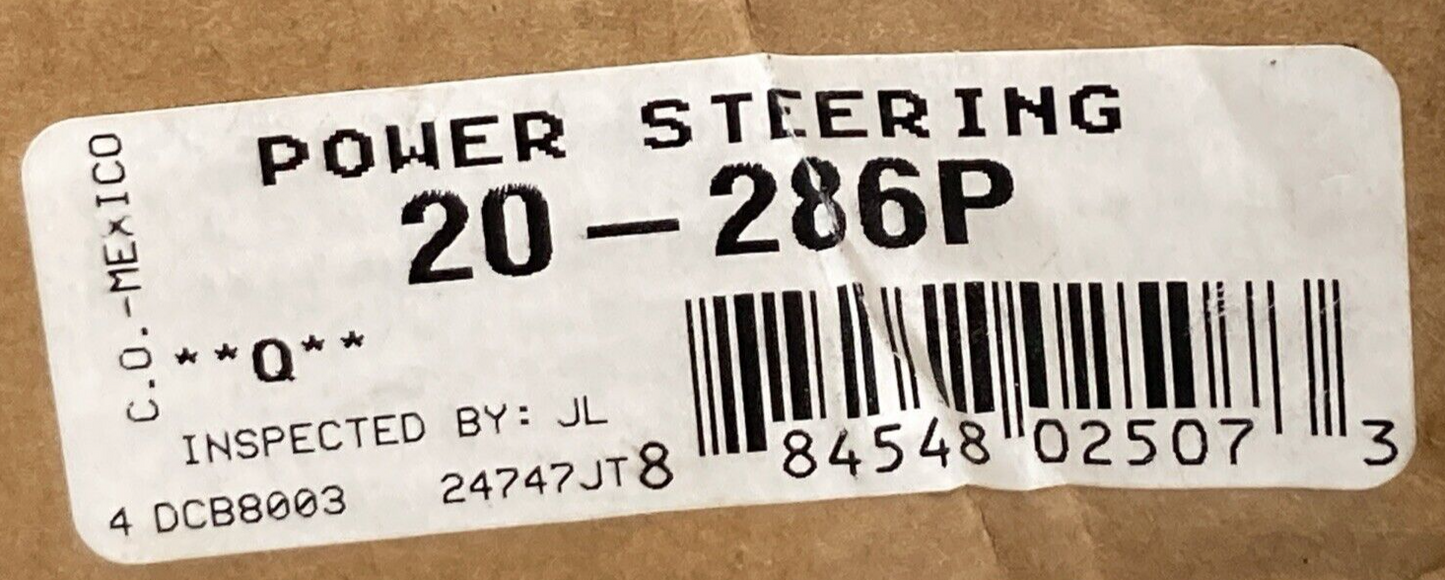 POWER STEERING
20-286P
C.O.-MEXICO
**Q**
INSPECTED BY: JL
4 DCB8003 24747JT
8 84548 02507 3